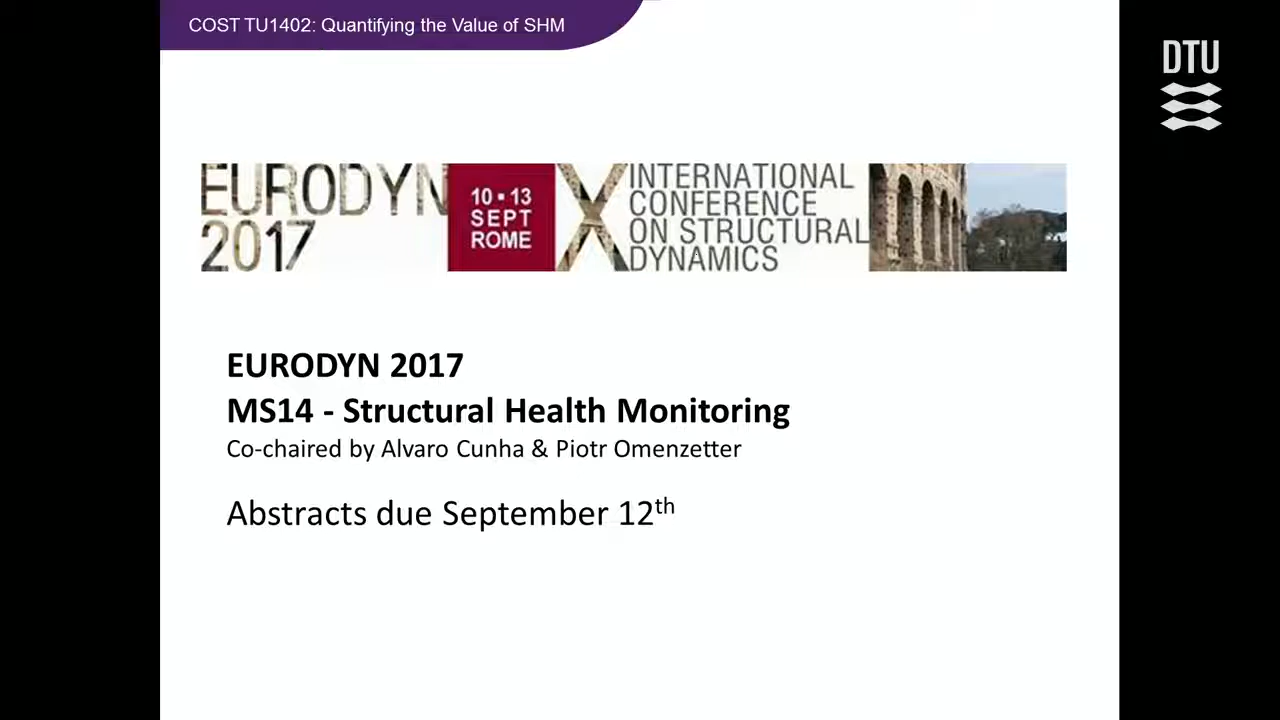 COST TU1402: Quantifying the Value of SHM
DTU
EURODYN
2017
10 ▪ 13
SEPT
ROME
X
INTERNATIONAL
CONFERENCE
ON STRUCTURAL
DYNAMICS
EURODYN 2017
MS14 - Structural Health Monitoring
Co-chaired by Alvaro Cunha & Piotr Omenzetter
Abstracts due September 12th